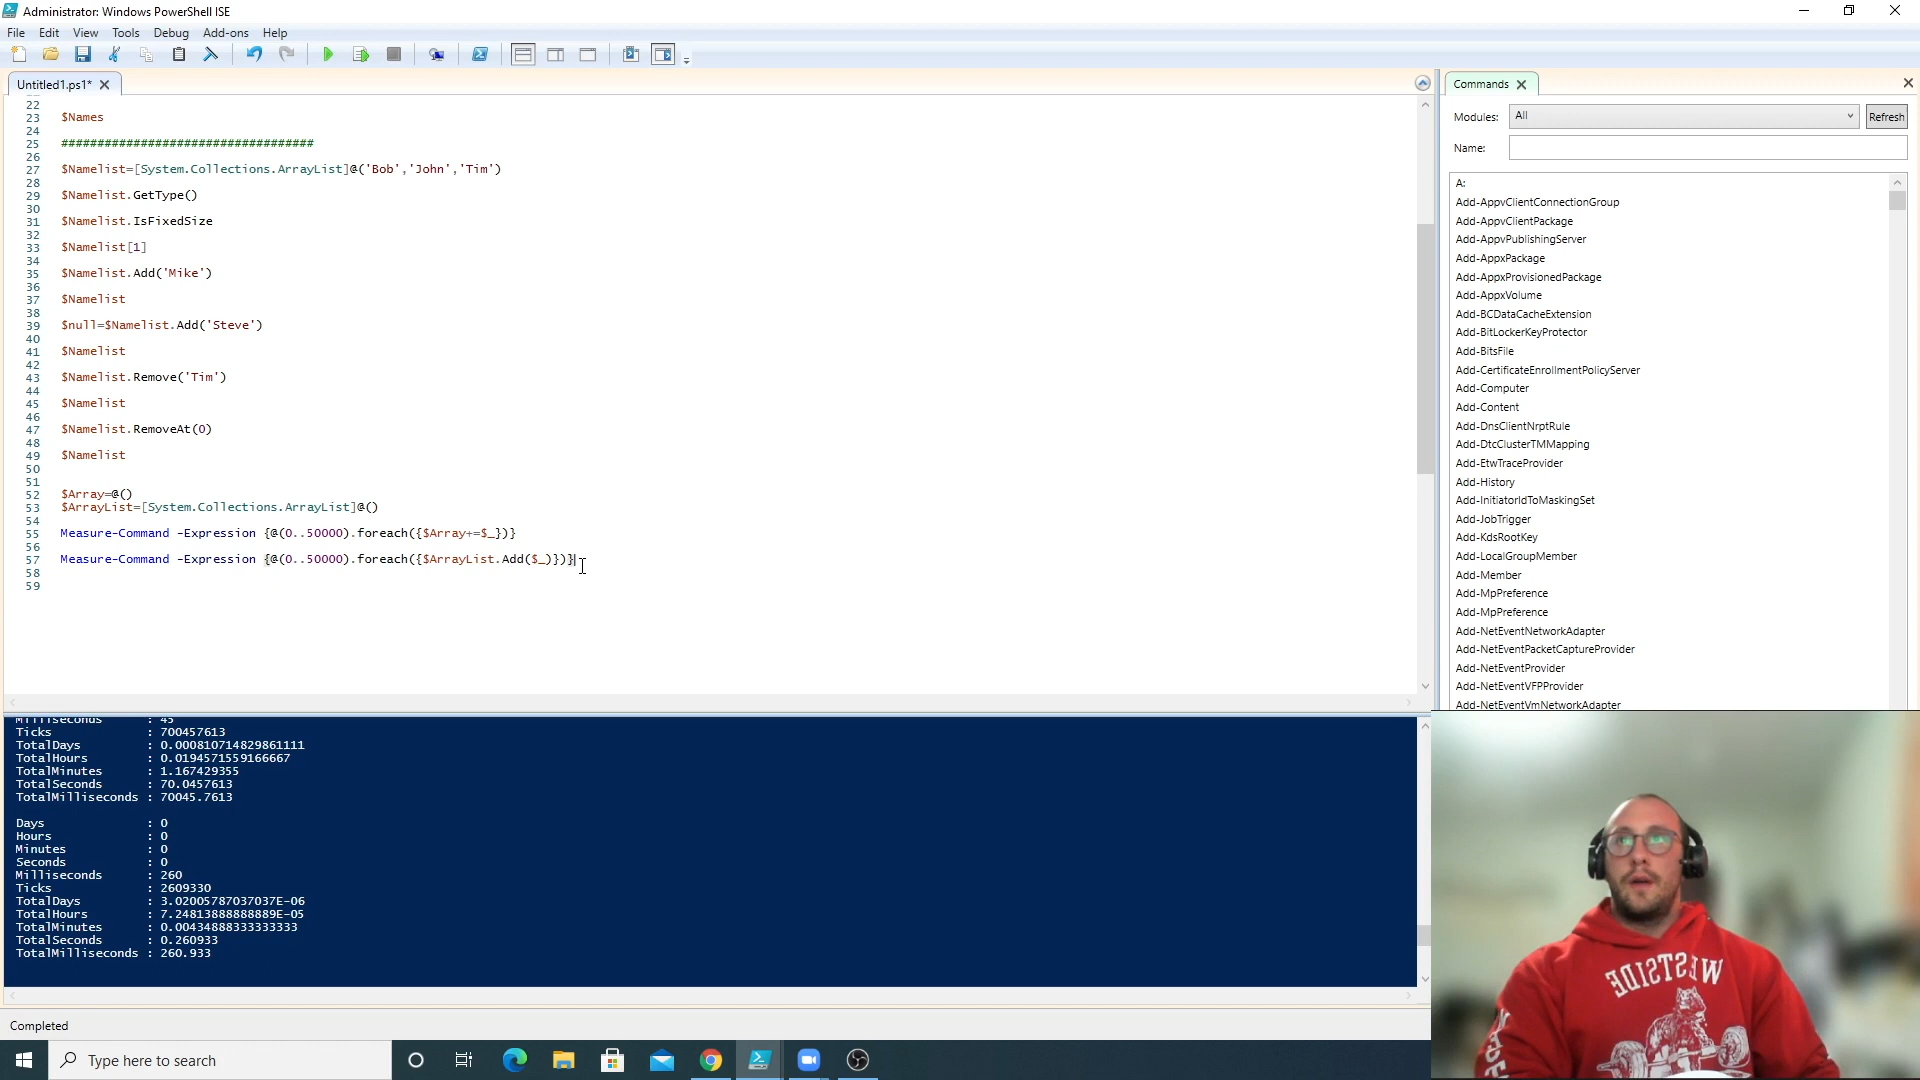 Administrator: Windows PowerShell ISE
File Edit View Tools Debug Add-ons Help
Untitled1.ps1*
22
23 $Names
24
25 ###################################
26
27 $Namelist=[System.Collections.ArrayList]@('Bob','John','Tim')
28
29 $Namelist.GetType()
30
31 $Namelist.IsFixedSize
32
33 $Namelist[1]
34
35 $Namelist.Add('Mike')
36
37 $Namelist
38
39 $null=$Namelist.Add('Steve')
40
41 $Namelist
42
43 $Namelist.Remove('Tim')
44
45 $Namelist
46
47 $Namelist.RemoveAt(0)
48
49 $Namelist
50
51
52 $Array=@()
53 $ArrayList=[System.Collections.ArrayList]@()
54
55 Measure-Command -Expression {@(0..50000).foreach({$Array+=$_})}
56
57 Measure-Command -Expression {@(0..50000).foreach({$ArrayList.Add($_)})}
58
59
Milliseconds : 45
Ticks : 700457613
TotalDays : 0.000810714829861111
TotalHours : 0.0194571559166667
TotalMinutes : 1.167429355
TotalSeconds : 70.0457613
TotalMilliseconds : 70045.7613
Days : 0
Hours : 0
Minutes : 0
Seconds : 0
Milliseconds : 260
Ticks : 2609330
TotalDays : 3.02005787037037E-06
TotalHours : 7.24813888888889E-05
TotalMinutes : 0.00434888333333333
TotalSeconds : 0.260933
TotalMilliseconds : 260.933
Completed
Type here to search
Commands
Modules: All Refresh
Name:
A:
Add-AppvClientConnectionGroup
Add-AppvClientPackage
Add-AppvPublishingServer
Add-AppxPackage
Add-AppxProvisionedPackage
Add-AppxVolume
Add-BCDataCacheExtension
Add-BitLockerKeyProtector
Add-BitsFile
Add-CertificateEnrollmentPolicyServer
Add-Computer
Add-Content
Add-DnsClientNrptRule
Add-DtcClusterTMMapping
Add-EtwTraceProvider
Add-History
Add-InitiatorIdToMaskingSet
Add-JobTrigger
Add-KdsRootKey
Add-LocalGroupMember
Add-Member
Add-MpPreference
Add-MpPreference
Add-NetEventNetworkAdapter
Add-NetEventPacketCaptureProvider
Add-NetEventProvider
Add-NetEventVFPProvider
Add-NetEventVmNetworkAdapter
WESTSIDE